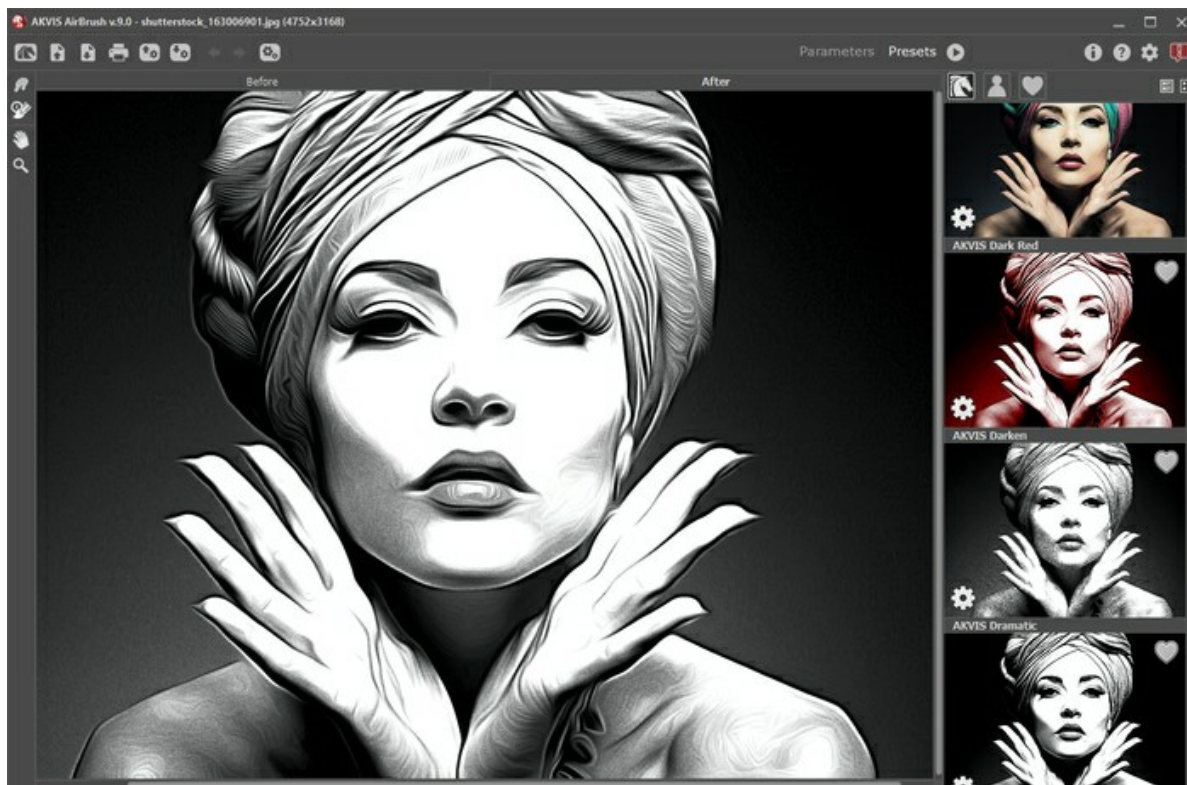 AKVIS AirBrush v.9.0 - shutterstock_163006901.jpg (4752x3168)
Parameters Presets
Before After
AKVIS Dark Red
AKVIS Darken
AKVIS Dramatic